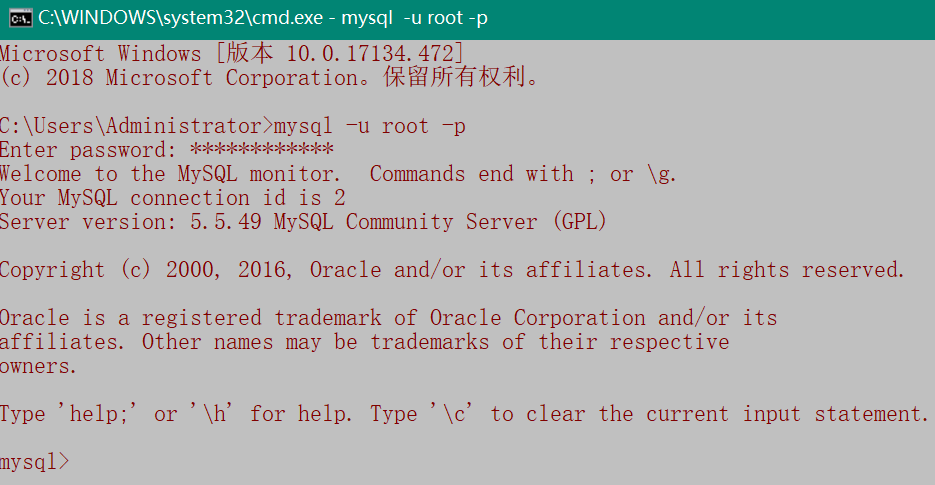 C:\WINDOWS\system32\cmd.exe - mysql  -u root -p
Microsoft Windows [版本 10.0.17134.472]
(c) 2018 Microsoft Corporation。保留所有权利。
C:\Users\Administrator>mysql -u root -p
Enter password: ************
Welcome to the MySQL monitor.  Commands end with ; or \g.
Your MySQL connection id is 2
Server version: 5.5.49 MySQL Community Server (GPL)
Copyright (c) 2000, 2016, Oracle and/or its affiliates. All rights reserved.
Oracle is a registered trademark of Oracle Corporation and/or its
affiliates. Other names may be trademarks of their respective
owners.
Type 'help;' or '\h' for help. Type '\c' to clear the current input statement.
mysql>